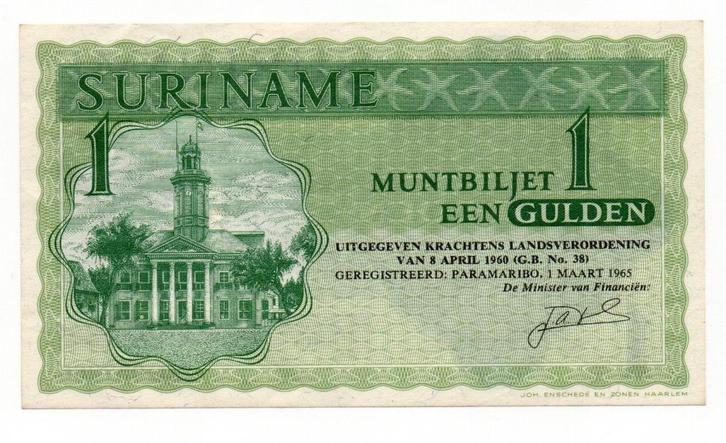 SURINAME
1
MUNTBILJET 1
EEN GULDEN
UITGEGEVEN KRACHTENS LANDSVERORDENING
VAN 8 APRIL 1960 (G.B. No. 38)
GEREGISTREERD: PARAMARIBO, 1 MAART 1965
De Minister van Financiën:
JOH. ENSCHEDE EN ZONEN HAARLEM